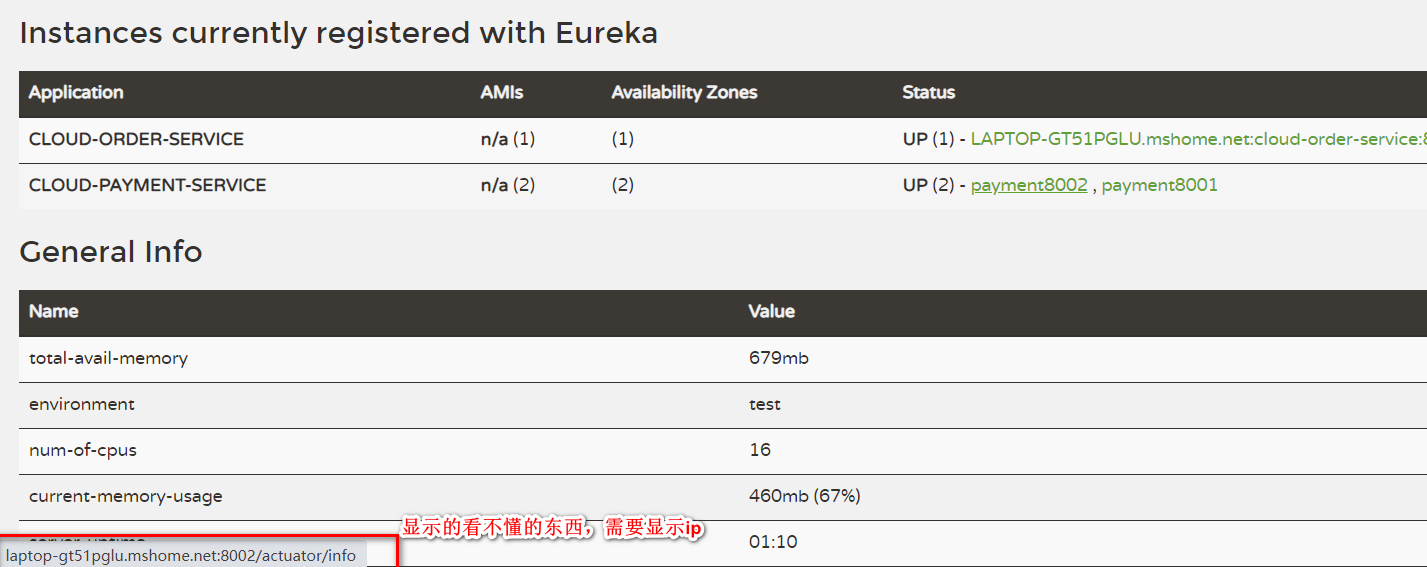 Instances currently registered with Eureka
Application AMIs Availability Zones Status
CLOUD-ORDER-SERVICE n/a (1) (1) UP (1) - LAPTOP-GT51PGLU.mshome.net:cloud-order-service:8
CLOUD-PAYMENT-SERVICE n/a (2) (2) UP (2) - payment8002 , payment8001
General Info
Name Value
total-avail-memory 679mb
environment test
num-of-cpus 16
current-memory-usage 460mb (67%)
显示的看不懂的东西，需要显示ip
server-uptime 01:10
laptop-gt51pglu.mshome.net:8002/actuator/info